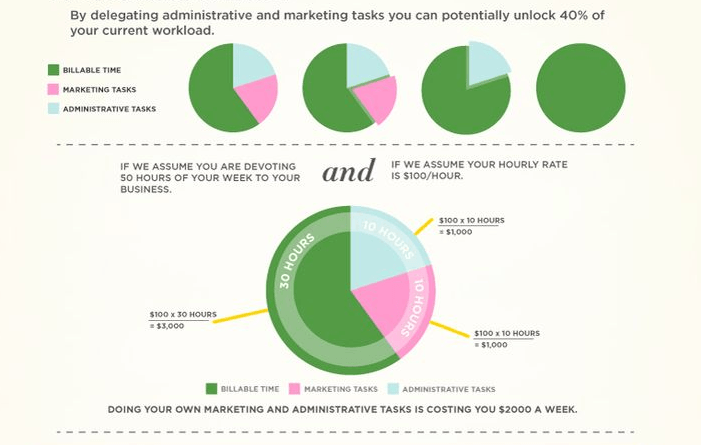 By delegating administrative and marketing tasks you can potentially unlock 40% of
your current workload.
BILLABLE TIME
MARKETING TASKS
ADMINISTRATIVE TASKS
IF WE ASSUME YOU ARE DEVOTING
50 HOURS OF YOUR WEEK TO YOUR
BUSINESS.
and
IF WE ASSUME YOUR HOURLY RATE
IS $100/HOUR.
30 HOURS
10 HOURS
10 HOURS
$100 x 10 HOURS
= $1,000
$100 x 30 HOURS
= $3,000
$100 x 10 HOURS
= $1,000
BILLABLE TIME
MARKETING TASKS
ADMINISTRATIVE TASKS
DOING YOUR OWN MARKETING AND ADMINISTRATIVE TASKS IS COSTING YOU $2000 A WEEK.